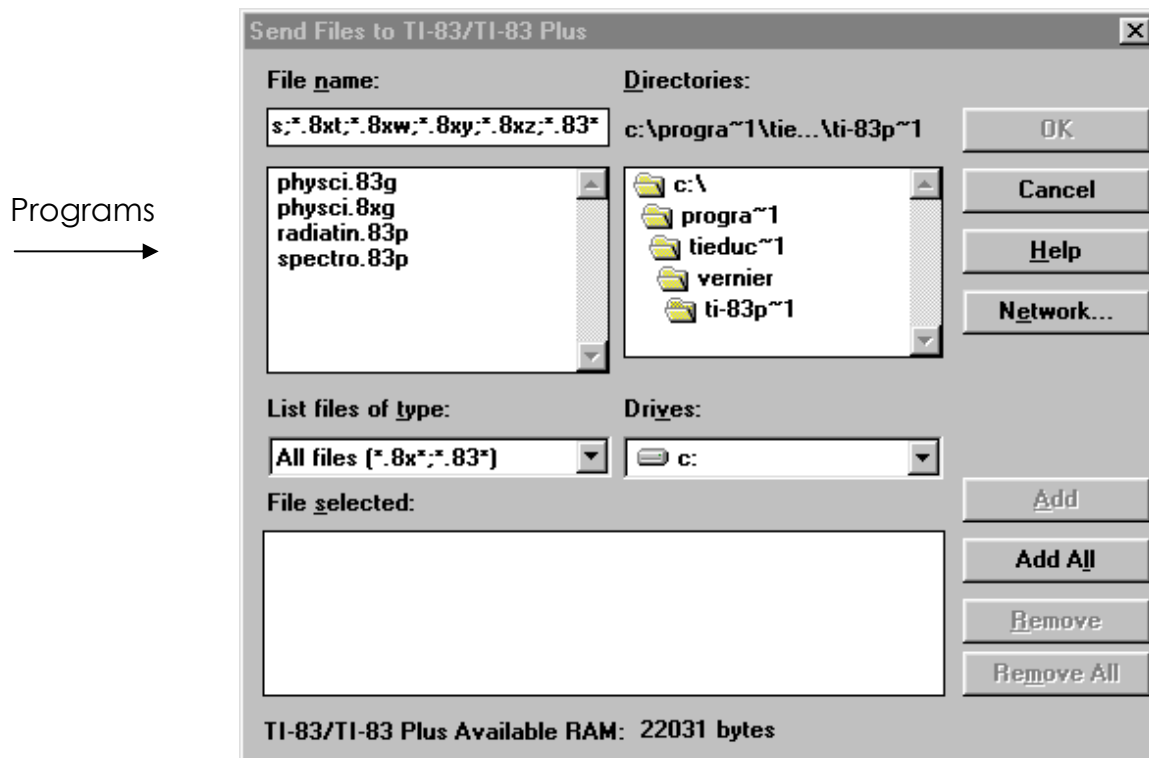 Send Files to TI-83/TI-83 Plus
File name:
s;*.8xt;*.8xw;*.8xy;*.8xz;*.83*
Programs
physci.83g
physci.8xg
radiatin.83p
spectro.83p
Directories:
c:\progra~1\tie...\ti-83p~1
c:\
progra~1
tieduc~1
vernier
ti-83p~1
OK
Cancel
Help
Network...
List files of type:
All files (*.8x*;*.83*)
Drives:
c:
File selected:
Add
Add All
Remove
Remove All
TI-83/TI-83 Plus Available RAM: 22031 bytes